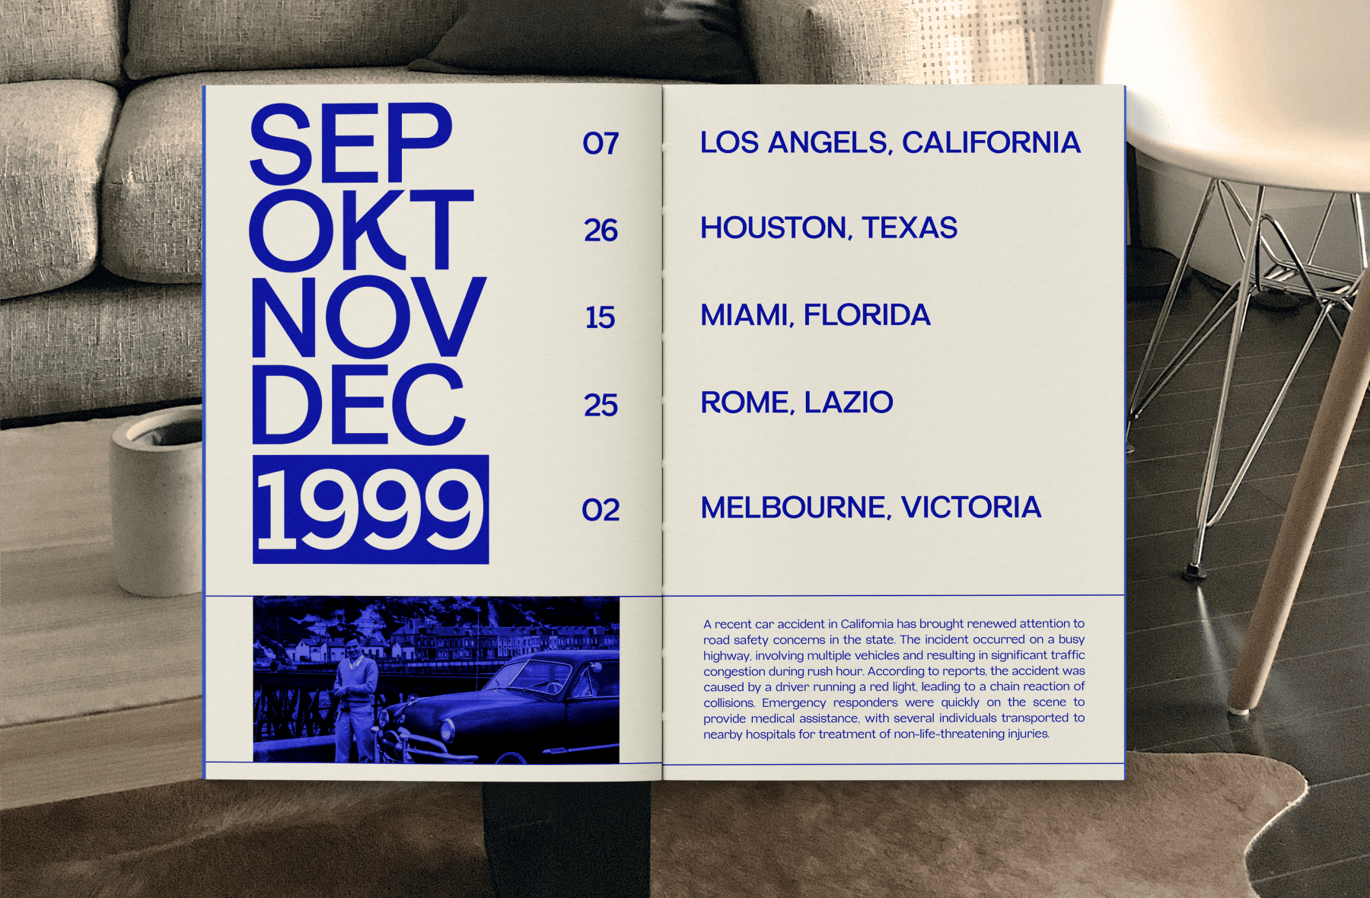 SEP
07
LOS ANGELS, CALIFORNIA
OKT
26
HOUSTON, TEXAS
NOV
15
MIAMI, FLORIDA
DEC
25
ROME, LAZIO
1999
02
MELBOURNE, VICTORIA
A recent car accident in California has brought renewed attention to
road safety concerns in the state. The incident occurred on a busy
highway, involving multiple vehicles and resulting in significant traffic
congestion during rush hour. According to reports, the accident was
caused by a driver running a red light, leading to a chain reaction of
collisions. Emergency responders were quickly on the scene to
provide medical assistance, with several individuals transported to
nearby hospitals for treatment of non-life-threatening injuries.